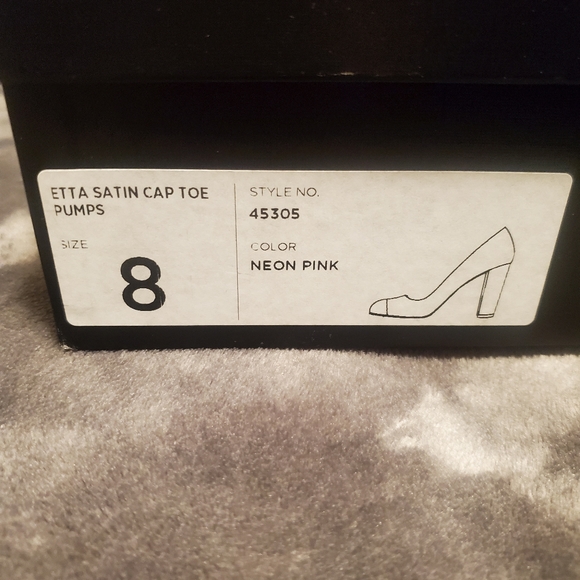 ETTA SATIN CAP TOE
PUMPS
SIZE
8
STYLE NO.
45305
COLOR
NEON PINK